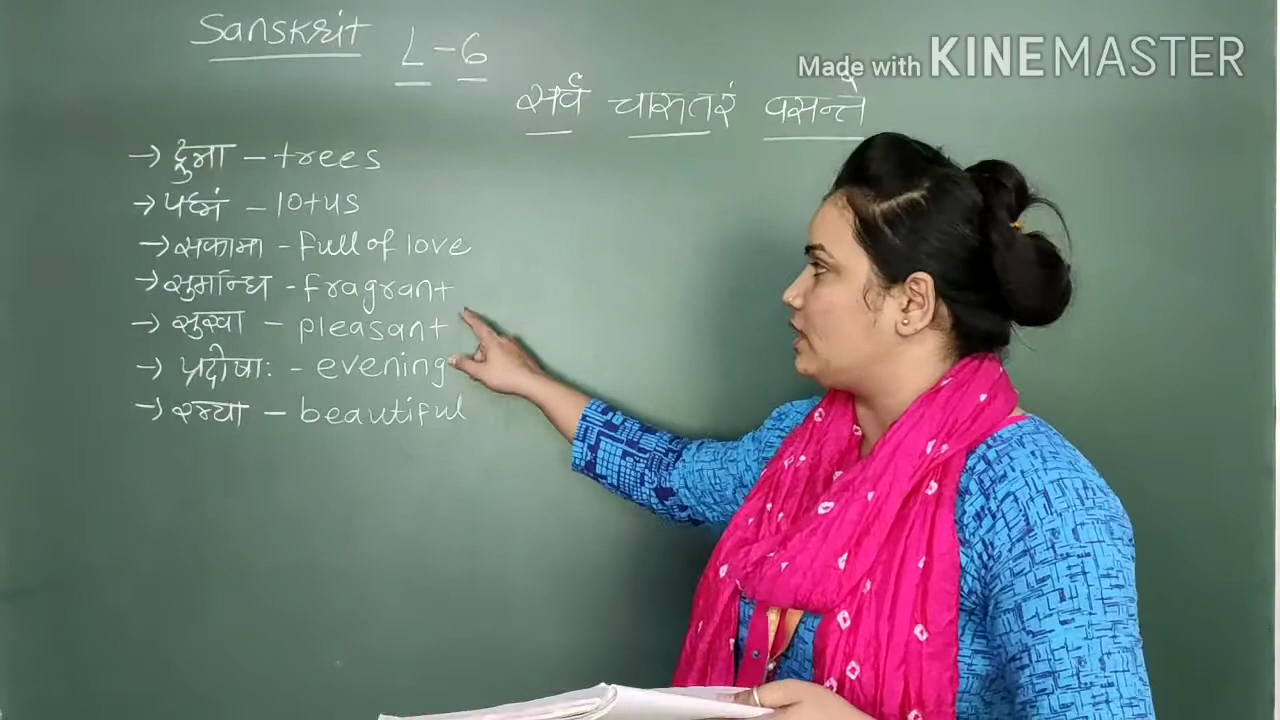 Sanskrit L-6
Made with KINEMASTER
सर्वं चारुतरं वसन्ते
→ द्रुमा - trees
→ पद्मं - lotus
→ सकामा - Full of love
→ सुगन्धि - fragrant
→ सुखा - pleasant
→ प्रदोषा: - evening
→ रम्या - beautiful